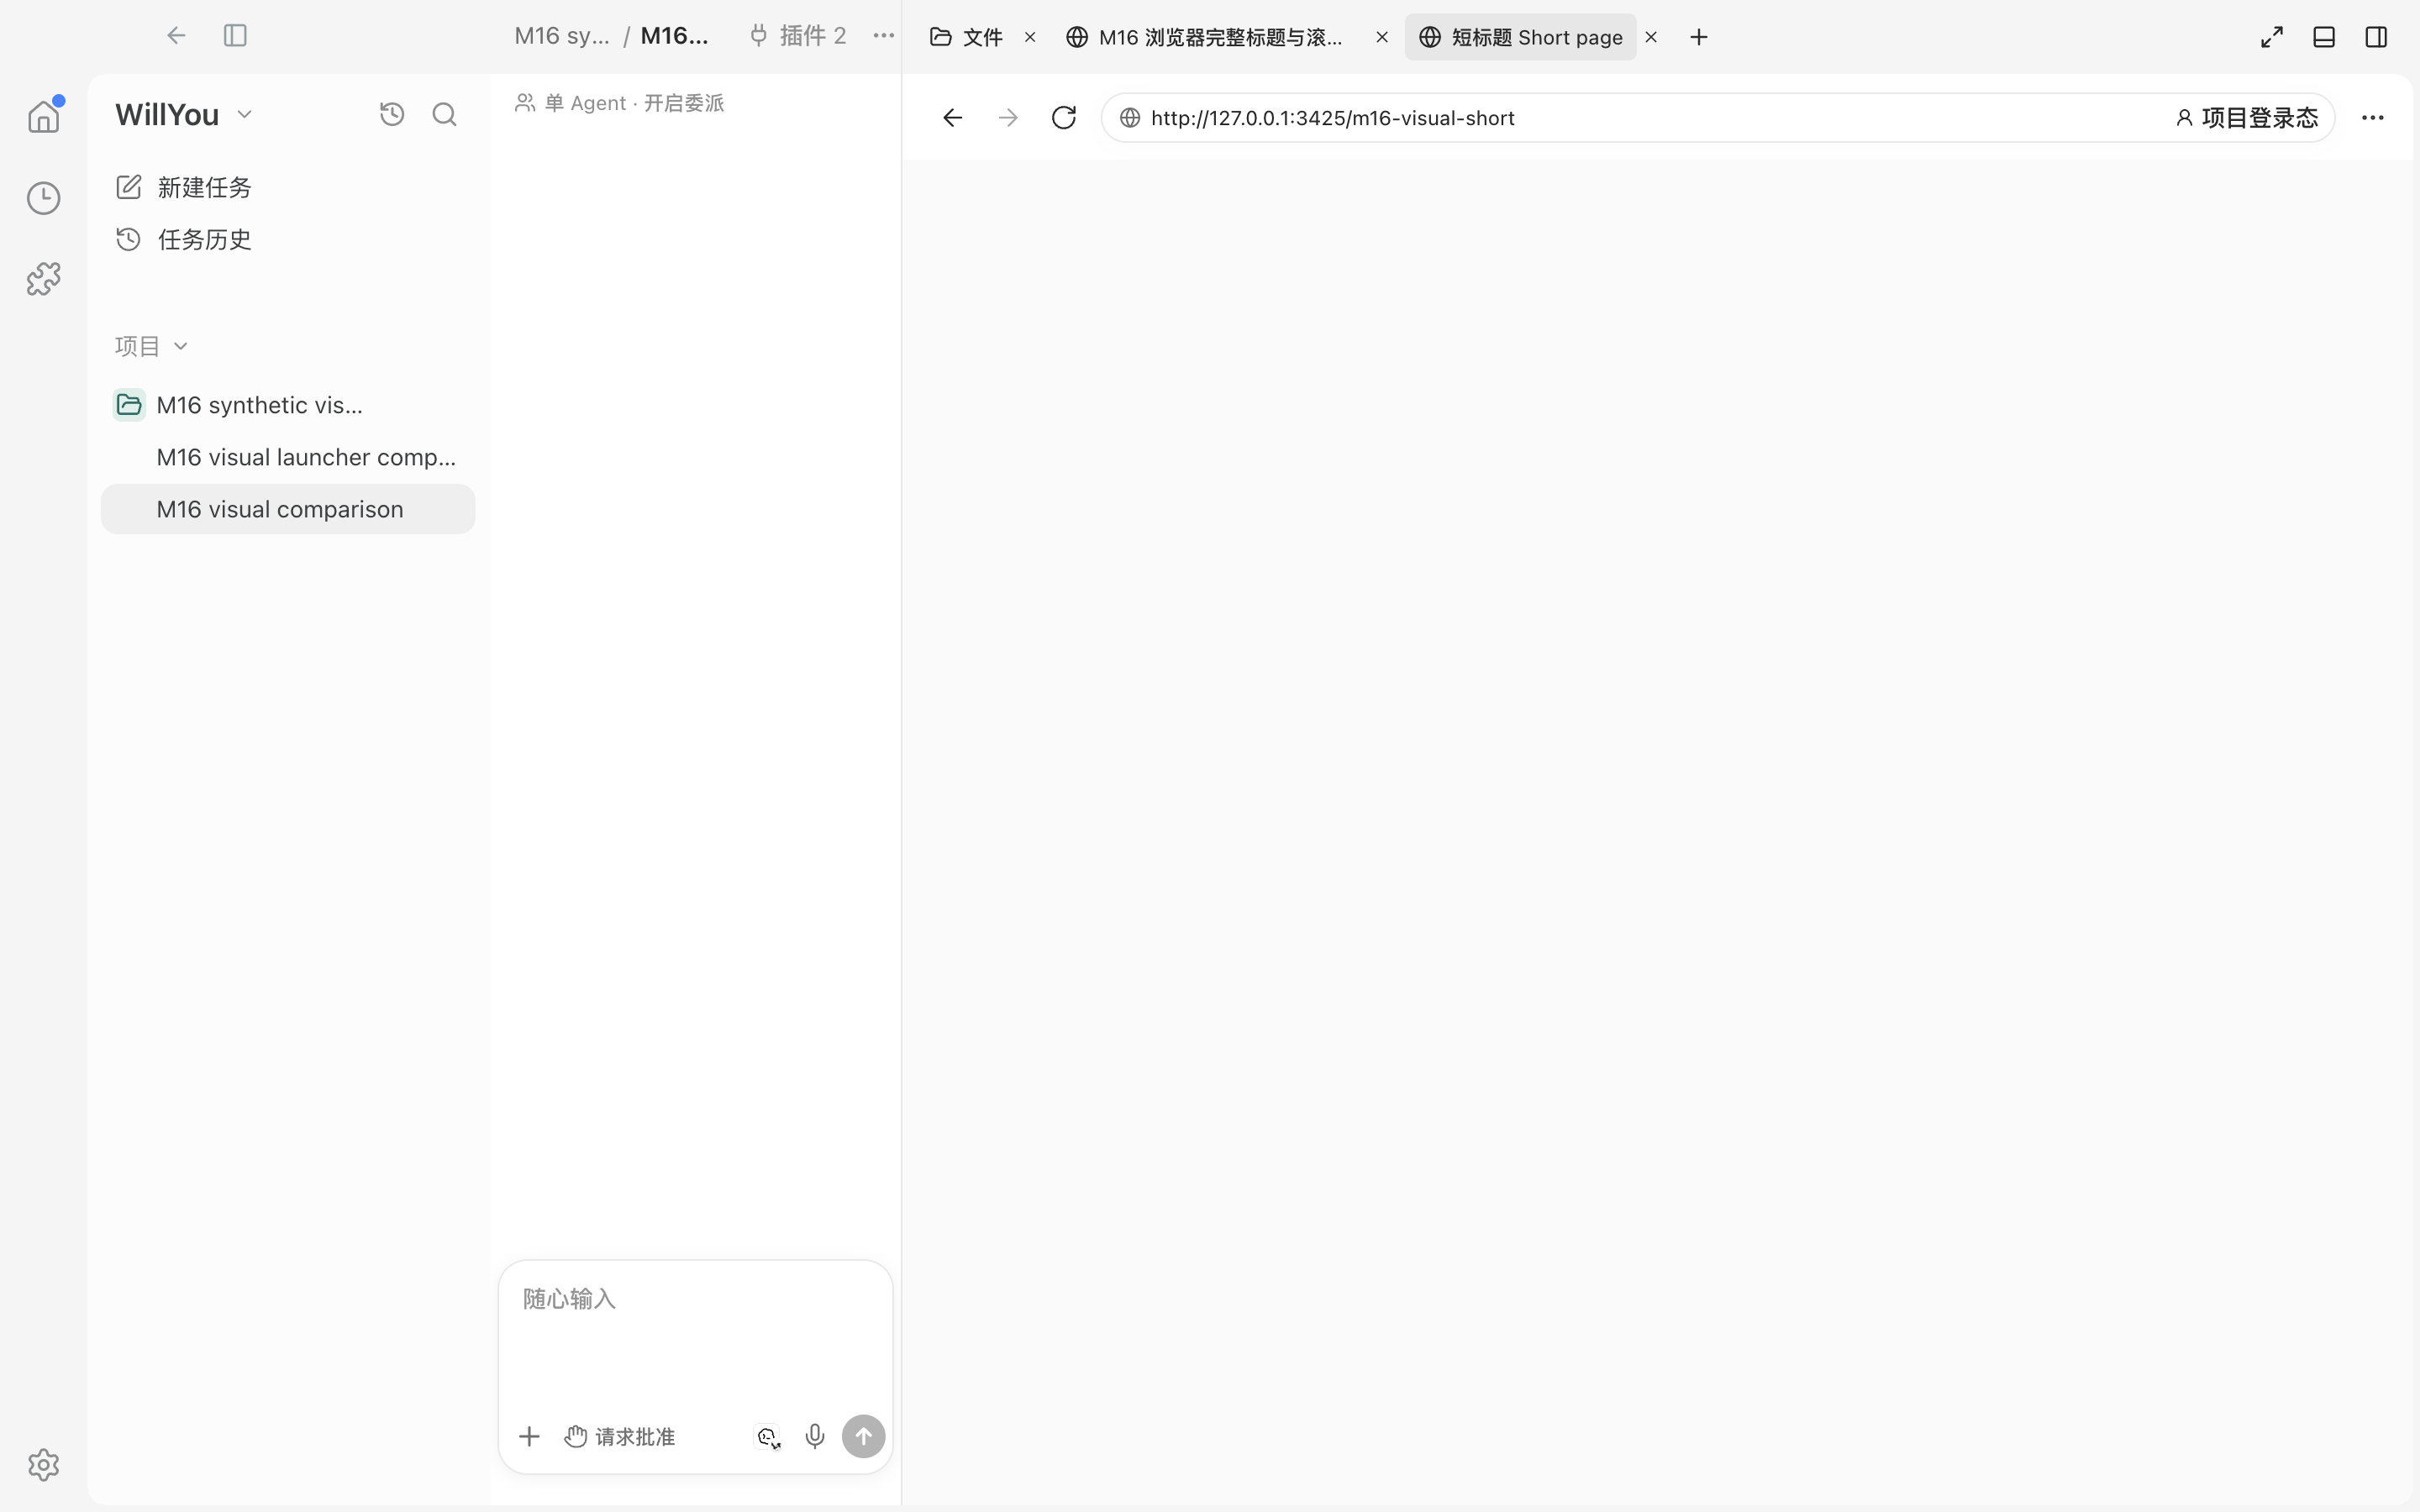 M16 sy... / M16... 插件 2
文件
M16 浏览器完整标题与滚...
短标题 Short page
WillYou
新建任务
任务历史
项目
M16 synthetic vis...
M16 visual launcher comp...
M16 visual comparison
单 Agent · 开启委派
http://127.0.0.1:3425/m16-visual-short
项目登录态
随心输入
请求批准